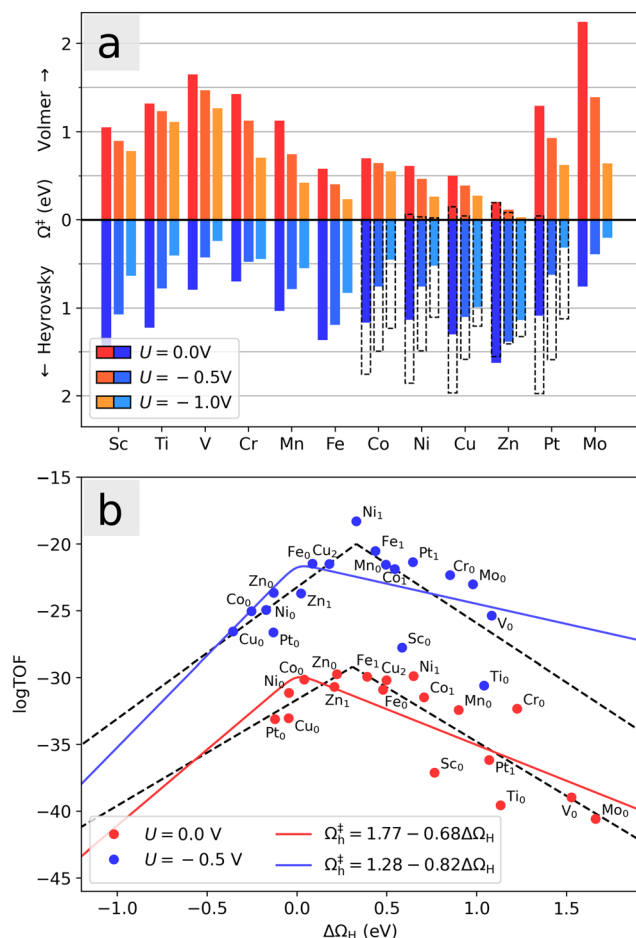 a
2
1
0
1
2
← Heyrovsky Ω‡ (eV) Volmer →
U = 0.0V
U = −0.5V
U = −1.0V
Sc Ti V Cr Mn Fe Co Ni Cu Zn Pt Mo
b
−15
−20
−25
−30
−35
−40
−45
logTOF
Ni₁
Fe₀ Cu₂ Fe₁ Pt₁
Mn₀ Co₁ Cr₀ Mo₀
Zn₀ Zn₁
Co₀ Ni₀ V₀
Cu₀ Pt₀ Sc₀
Ti₀
Co₀ Zn₀ Fe₁ Cu₂ Ni₁
Ni₀ Zn₁ Fe₀ Co₁ Mn₀ Cr₀
Pt₀ Cu₀
Sc₀ Pt₁
Ti₀ V₀ Mo₀
U = 0.0 V
U = −0.5 V
Ω‡h = 1.77 − 0.68ΔΩH
Ω‡h = 1.28 − 0.82ΔΩH
−1.0 −0.5 0.0 0.5 1.0 1.5
ΔΩH (eV)